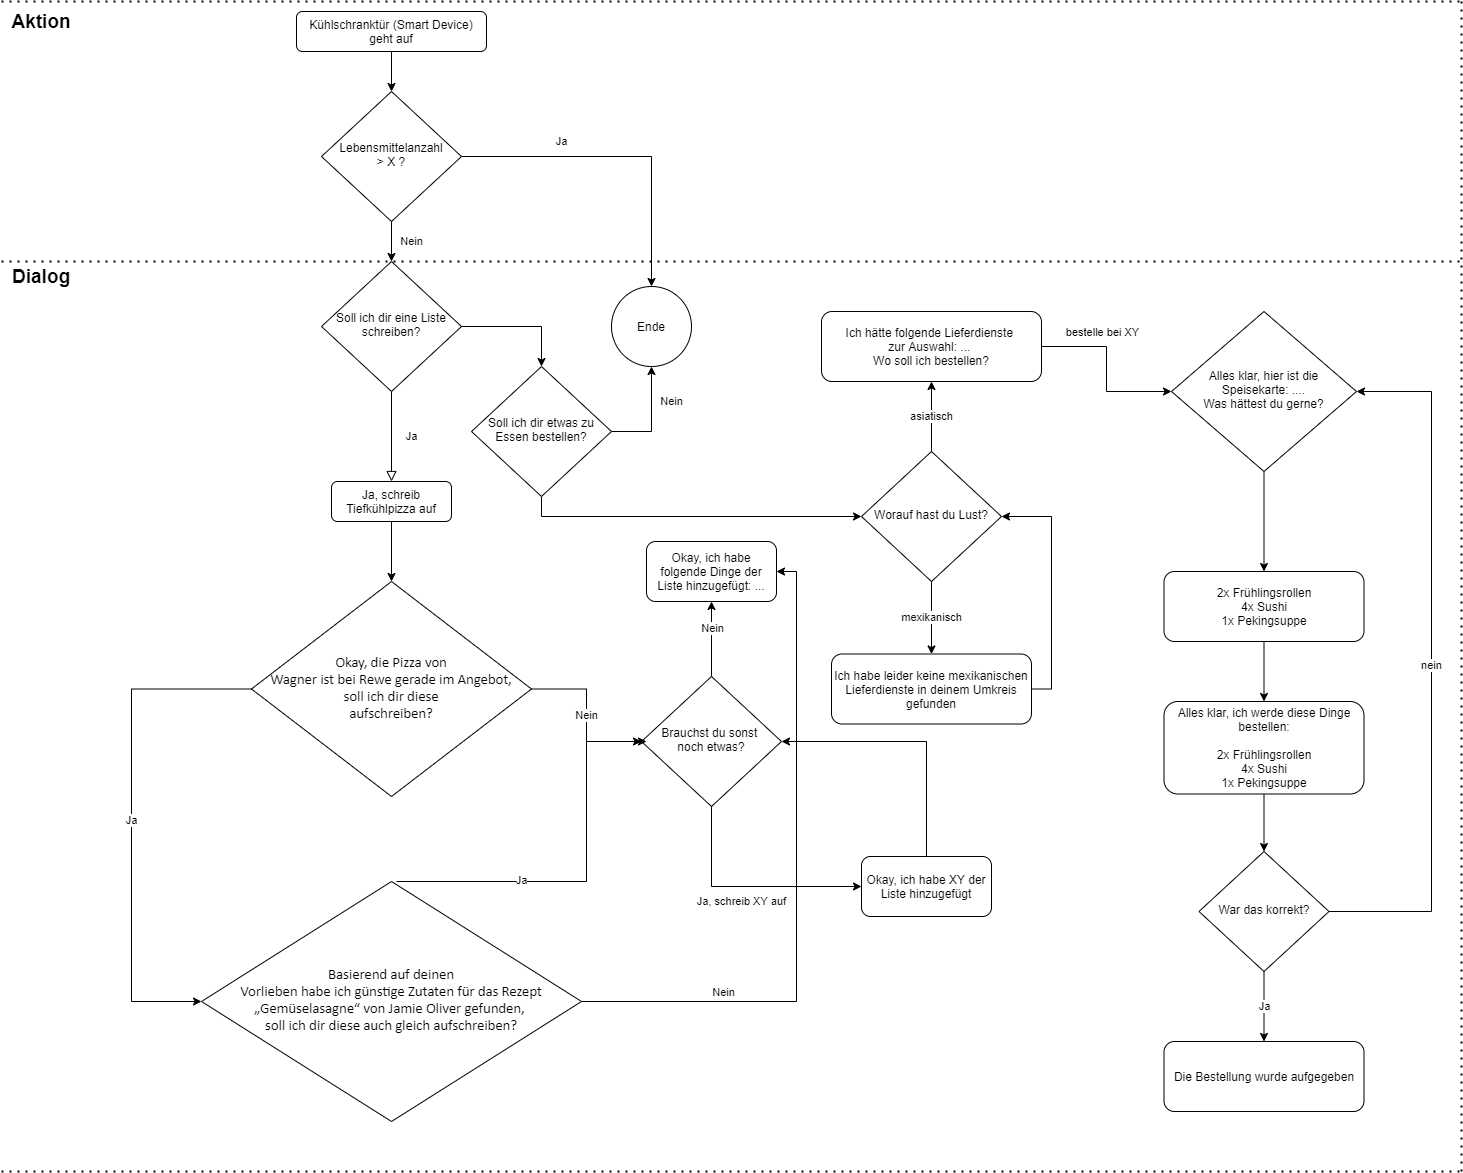 Aktion
Kühlschranktür (Smart Device)
geht auf
Lebensmittelanzahl
> X ?
Ja
Nein
Dialog
Soll ich dir eine Liste
schreiben?
Ende
Nein
Soll ich dir etwas zu
Essen bestellen?
Ja
Ja, schreib
Tiefkühlpizza auf
Ich hätte folgende Lieferdienste
zur Auswahl: ...
Wo soll ich bestellen?
bestelle bei XY
Alles klar, hier ist die
Speisekarte: ....
Was hättest du gerne?
asiatisch
Worauf hast du Lust?
mexikanisch
Ich habe leider keine mexikanischen
Lieferdienste in deinem Umkreis
gefunden
Okay, ich habe
folgende Dinge der
Liste hinzugefügt: ...
Nein
Okay, die Pizza von
Wagner ist bei Rewe gerade im Angebot,
soll ich dir diese
aufschreiben?
Nein
Brauchst du sonst
noch etwas?
Ja
Ja
Okay, ich habe XY der
Liste hinzugefügt
Ja, schreib XY auf
Basierend auf deinen
Vorlieben habe ich günstige Zutaten für das Rezept
„Gemüselasagne“ von Jamie Oliver gefunden,
soll ich dir diese auch gleich aufschreiben?
Nein
2x Frühlingsrollen
4x Sushi
1x Pekingsuppe
nein
Alles klar, ich werde diese Dinge
bestellen:
2x Frühlingsrollen
4x Sushi
1x Pekingsuppe
War das korrekt?
Ja
Die Bestellung wurde aufgegeben